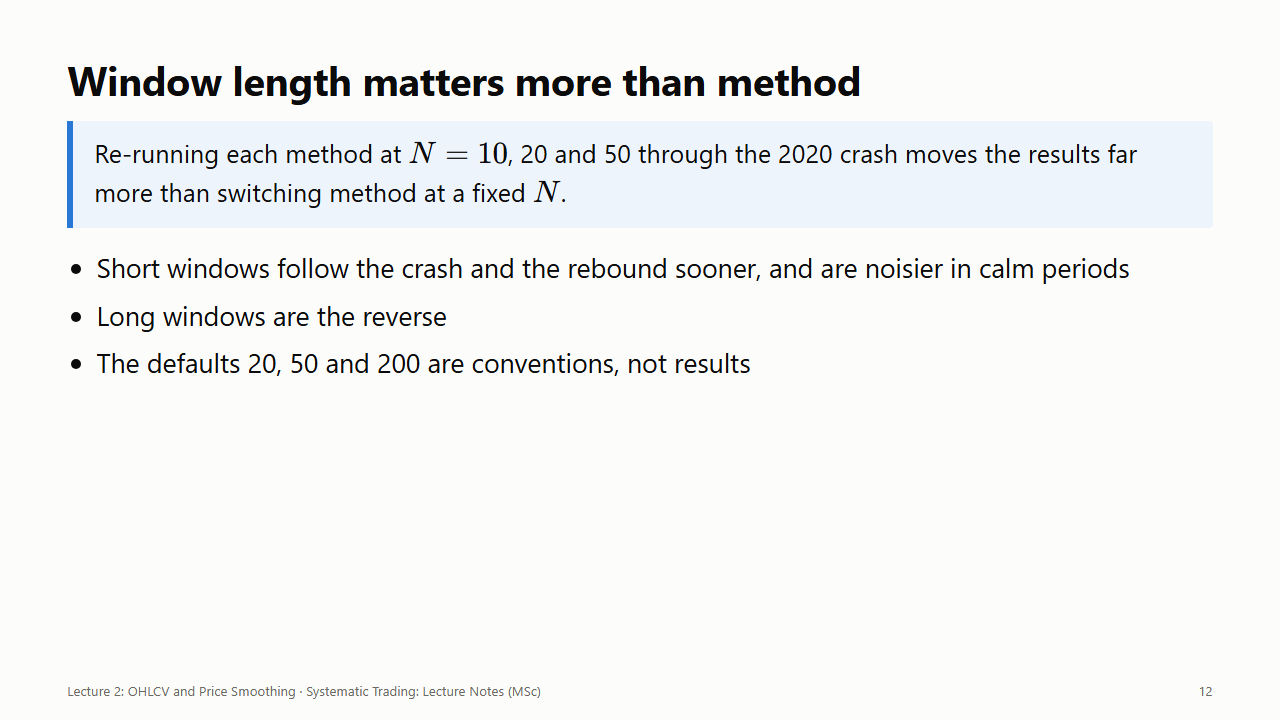 Window length matters more than method
Re-running each method at N = 10, 20 and 50 through the 2020 crash moves the results far
more than switching method at a fixed N.
• Short windows follow the crash and the rebound sooner, and are noisier in calm periods
• Long windows are the reverse
• The defaults 20, 50 and 200 are conventions, not results
Lecture 2: OHLCV and Price Smoothing · Systematic Trading: Lecture Notes (MSc)
12